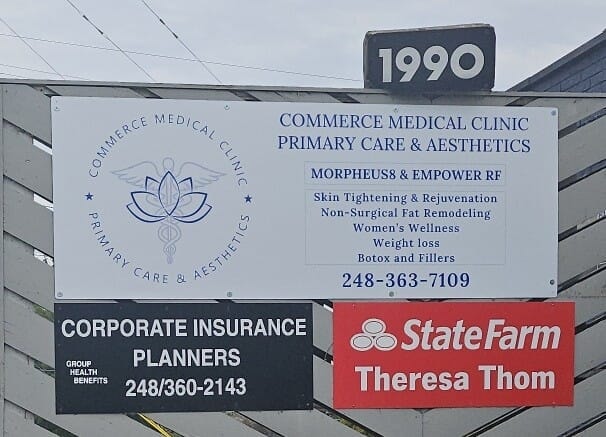 1990
COMMERCE MEDICAL CLINIC
PRIMARY CARE & AESTHETICS
COMMERCE MEDICAL CLINIC
PRIMARY CARE & AESTHETICS
MORPHEUS8 & EMPOWER RF
Skin Tightening & Rejuvenation
Non-Surgical Fat Remodeling
Women's Wellness
Weight loss
Botox and Fillers
248-363-7109
CORPORATE INSURANCE
PLANNERS
GROUP
HEALTH
BENEFITS
248/360-2143
StateFarm
Theresa Thom